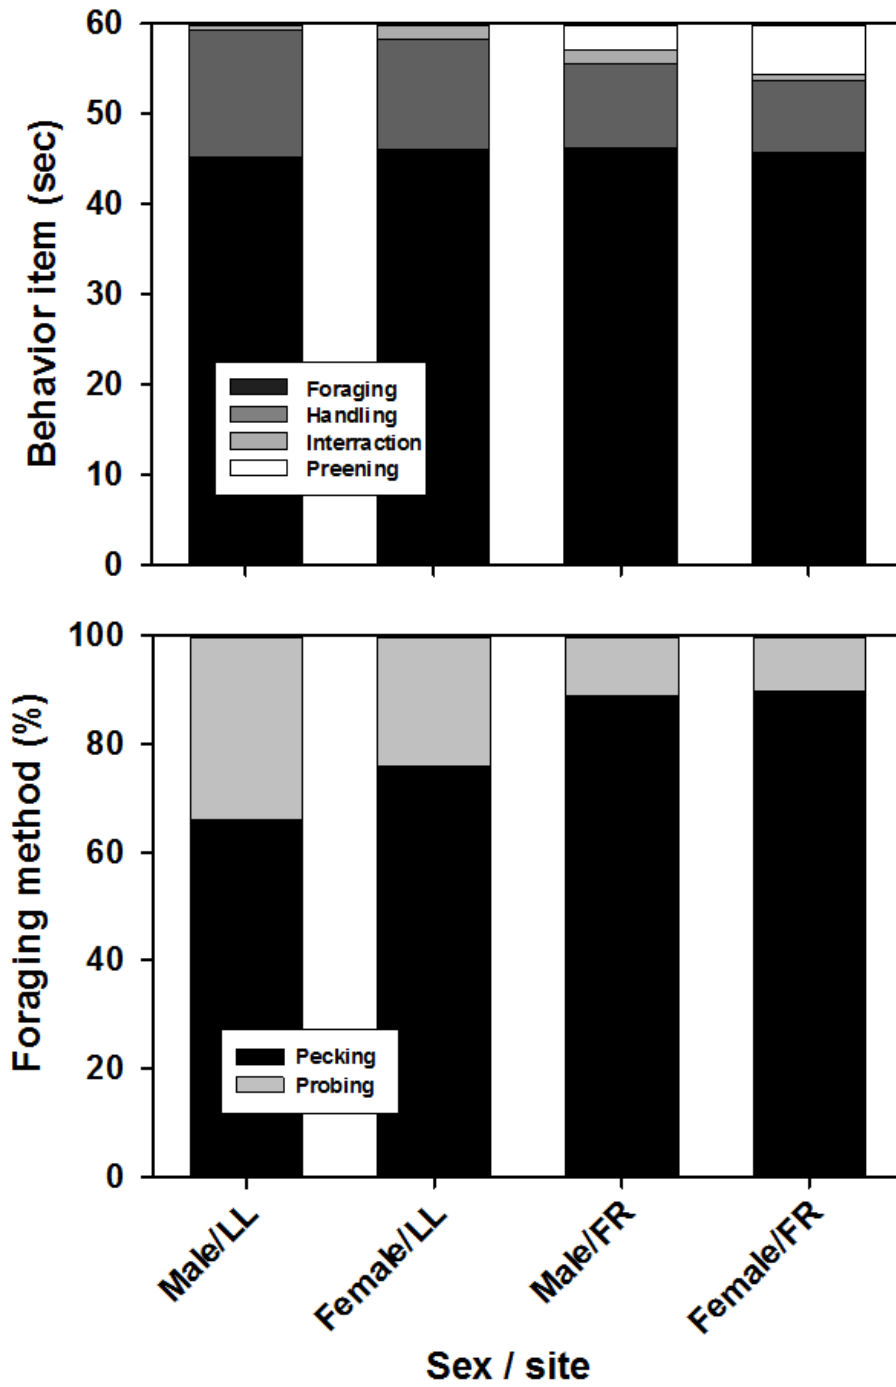 Behavior item (sec)
60
50
40
30
20
10
0
Foraging
Handling
Interraction
Preening
Foraging method (%)
100
80
60
40
20
0
Pecking
Probing
Male/LL
Female/LL
Male/FR
Female/FR
Sex / site